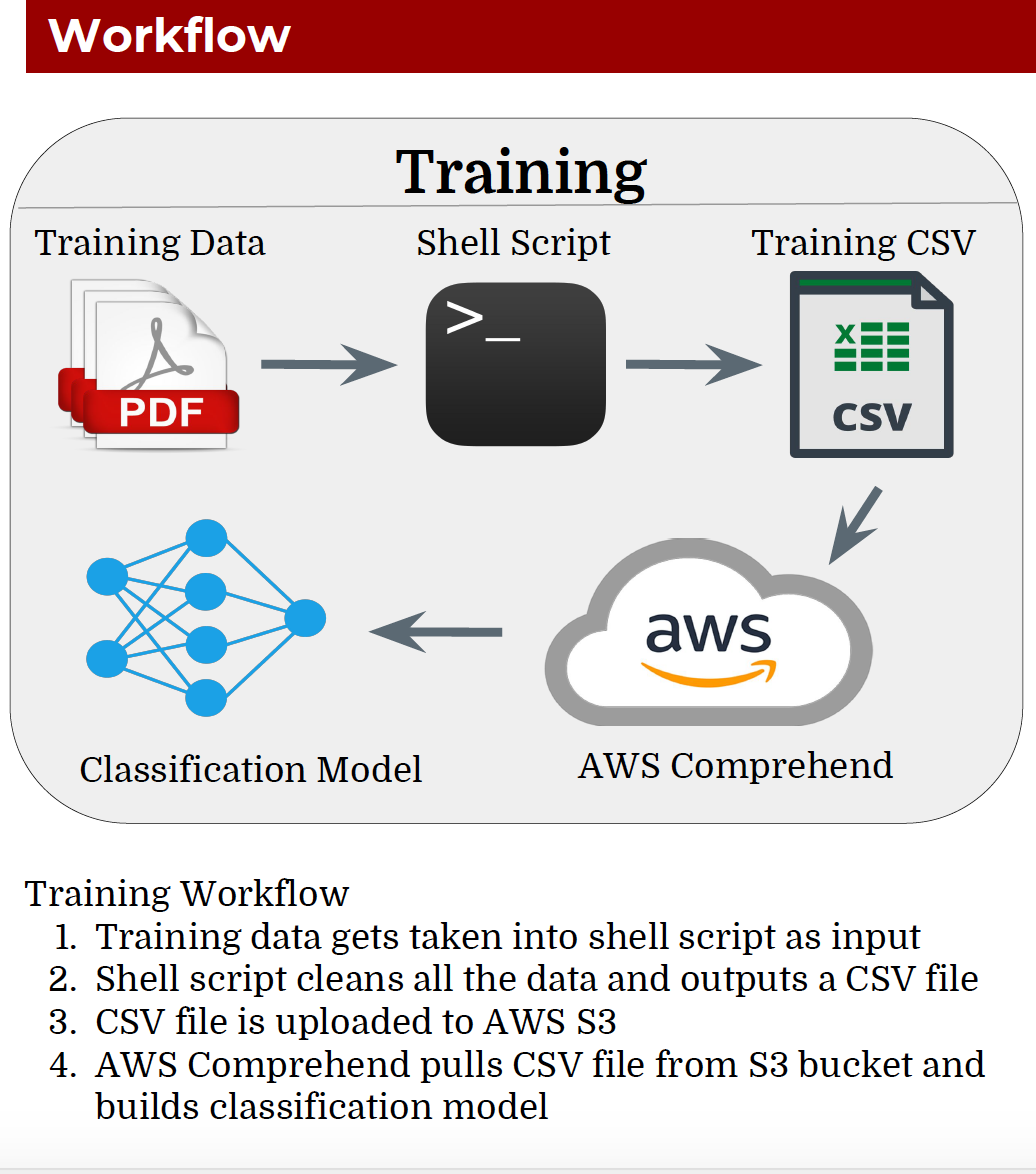 Workflow
Training
Training Data
Shell Script
Training CSV
>_
PDF
X
CSV
aws
Classification Model
AWS Comprehend
Training Workflow
1. Training data gets taken into shell script as input
2. Shell script cleans all the data and outputs a CSV file
3. CSV file is uploaded to AWS S3
4. AWS Comprehend pulls CSV file from S3 bucket and
builds classification model